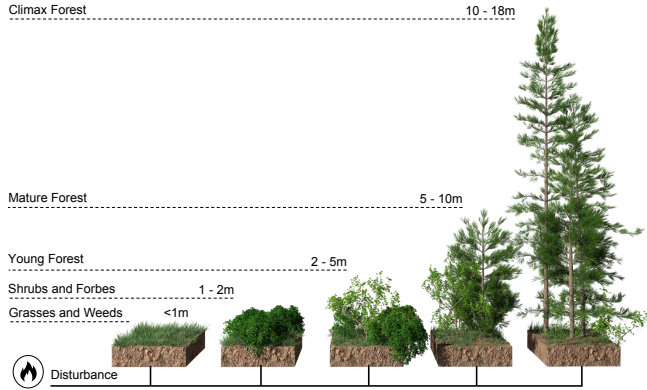 Climax Forest 10 - 18m
Mature Forest 5 - 10m
Young Forest 2 - 5m
Shrubs and Forbes 1 - 2m
Grasses and Weeds <1m
Disturbance